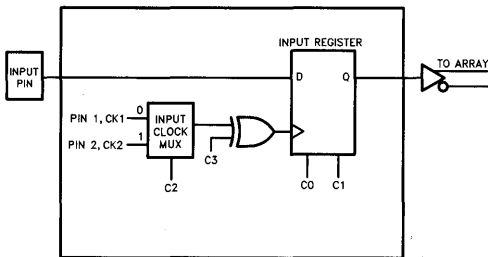 INPUT REGISTER
TO ARRAY
INPUT
PIN
D
Q
PIN 1, CK1
0
PIN 2, CK2
1
INPUT
CLOCK
MUX
C3
C2
C0
C1